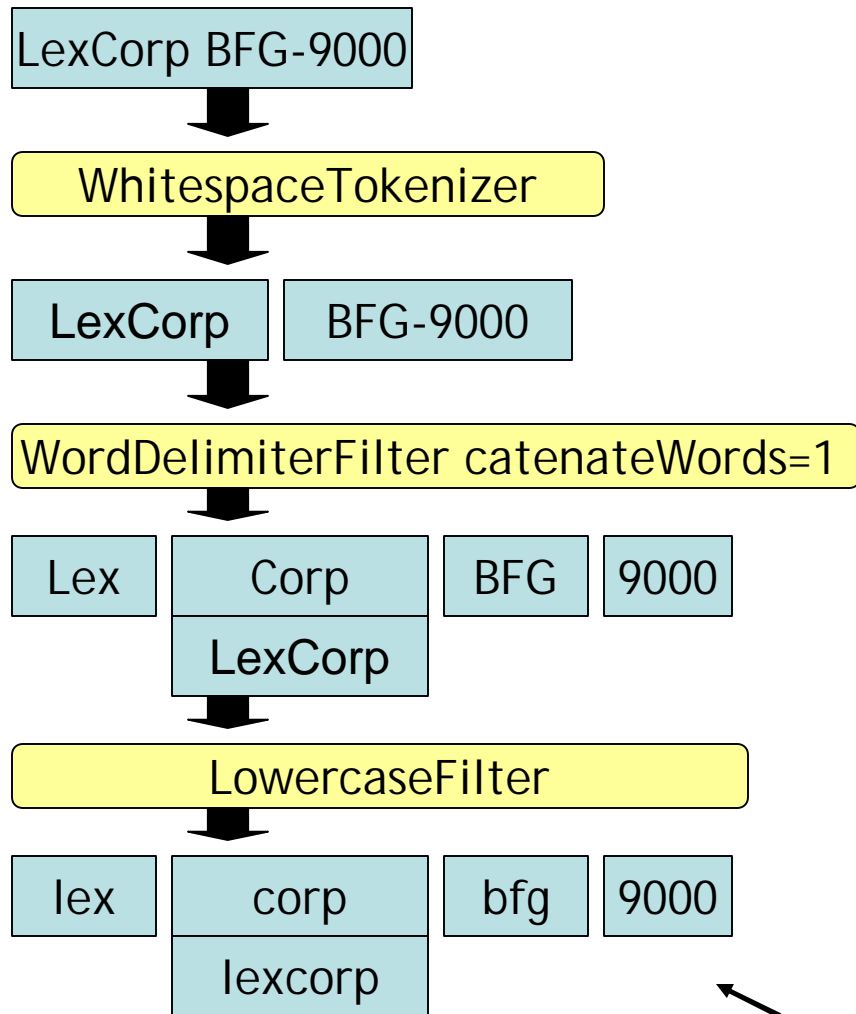 LexCorp BFG-9000
WhitespaceTokenizer
LexCorp BFG-9000
WordDelimiterFilter catenateWords=1
Lex Corp BFG 9000
LexCorp
LowercaseFilter
lex corp bfg 9000
lexcorp